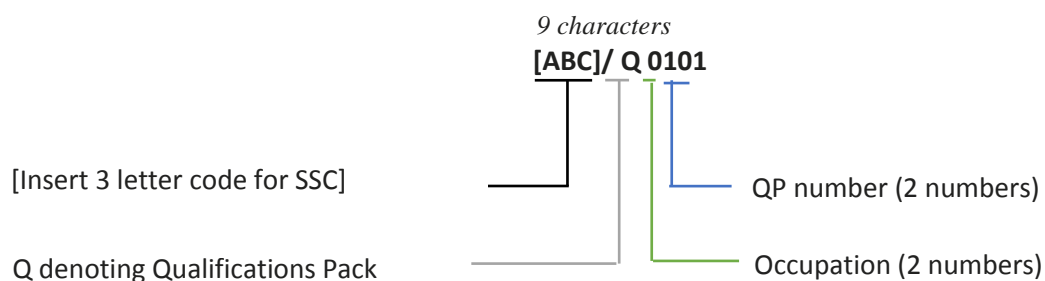 9 characters
[ABC]/ Q 0101
[Insert 3 letter code for SSC]
QP number (2 numbers)
Q denoting Qualifications Pack
Occupation (2 numbers)